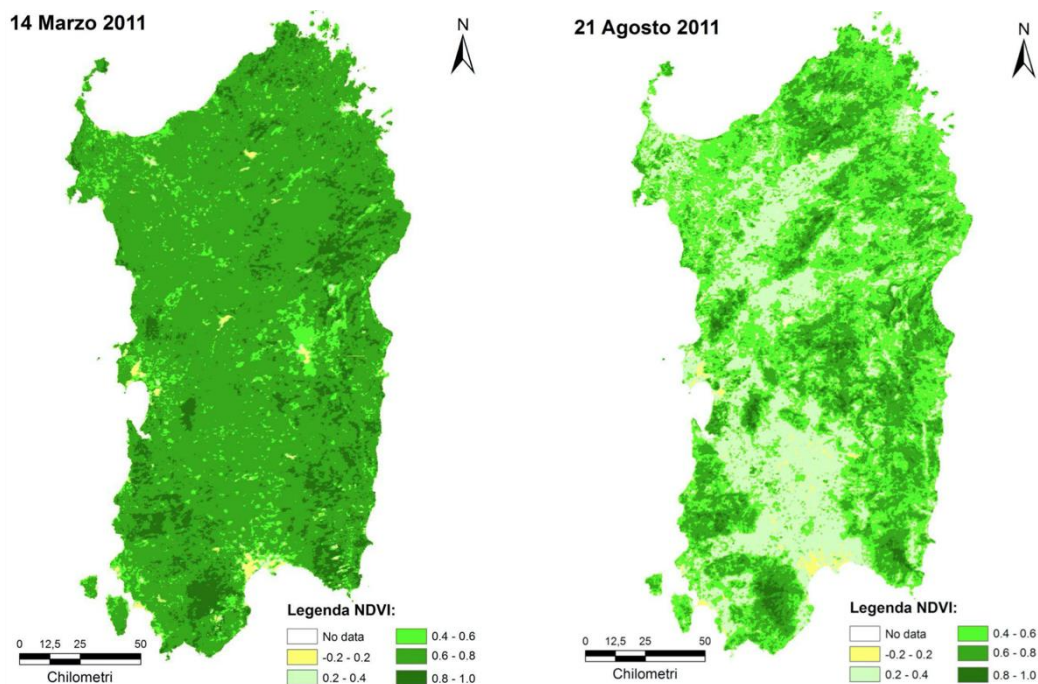 14 Marzo 2011
N
Legenda NDVI:
No data
-0.2 - 0.2
0.2 - 0.4
0.4 - 0.6
0.6 - 0.8
0.8 - 1.0
0 12,5 25 50
Chilometri
21 Agosto 2011
N
Legenda NDVI:
No data
-0.2 - 0.2
0.2 - 0.4
0.4 - 0.6
0.6 - 0.8
0.8 - 1.0
0 12,5 25 50
Chilometri